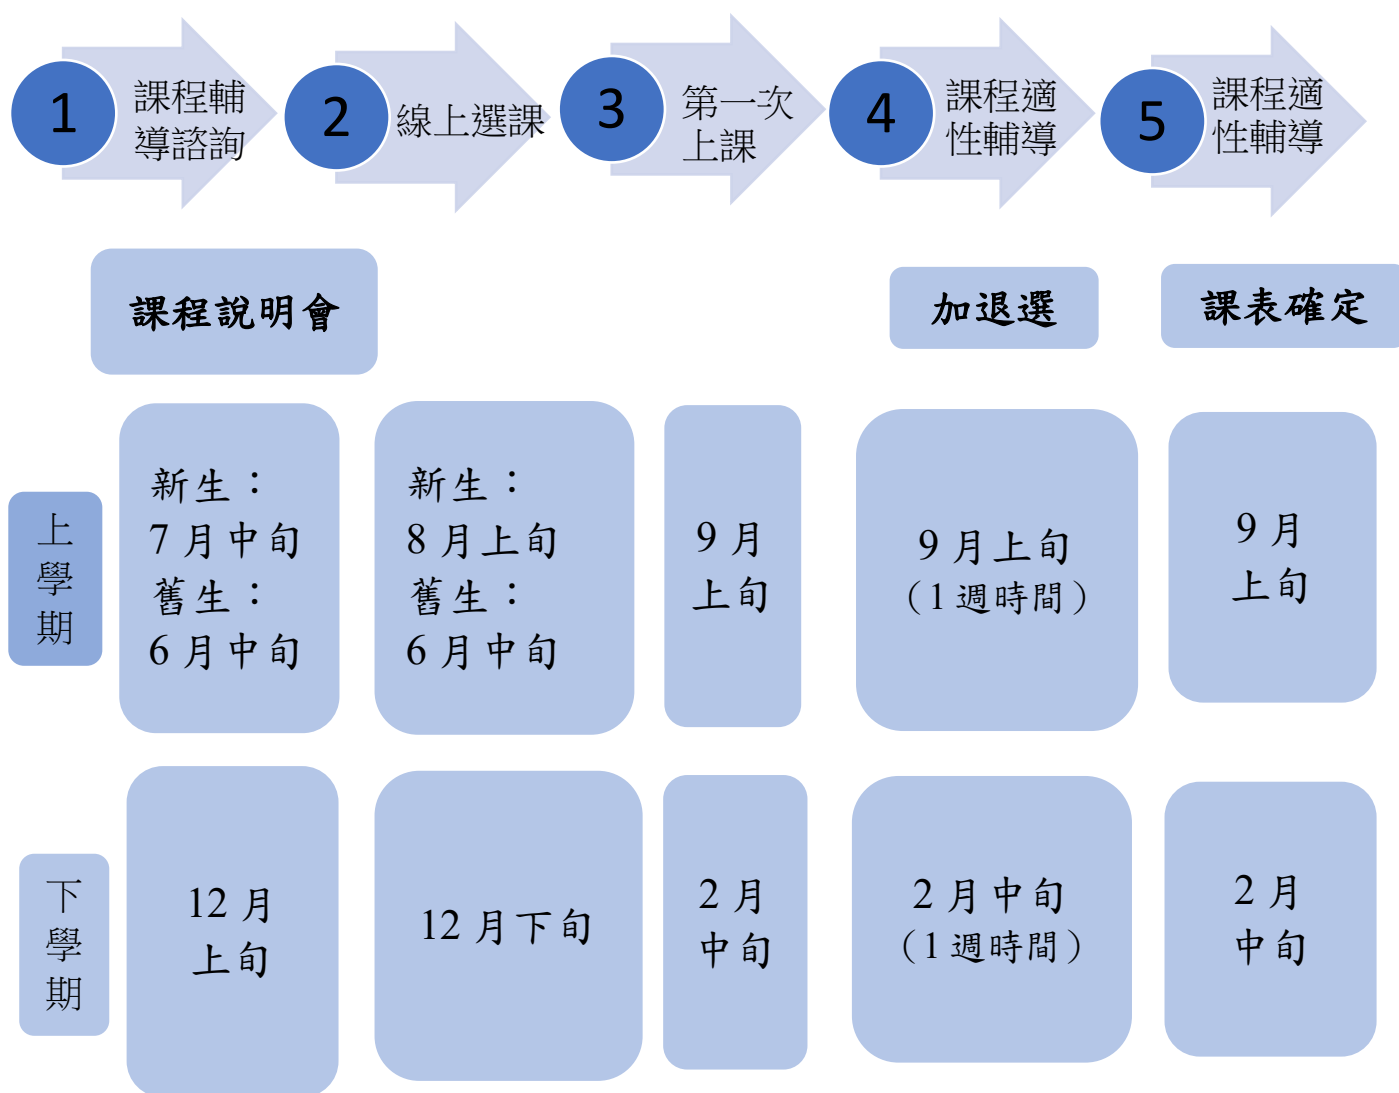 1
課程輔
導諮詢
2
線上選課
3
第一次
上課
4
課程適
性輔導
5
課程適
性輔導
課程說明會
加退選
課表確定
上
學
期
新生：
7 月中旬
舊生：
6 月中旬
新生：
8 月上旬
舊生：
6 月中旬
9 月
上旬
9 月上旬
（1 週時間）
9 月
上旬
下
學
期
12 月
上旬
12 月下旬
2 月
中旬
2 月中旬
（1 週時間）
2 月
中旬